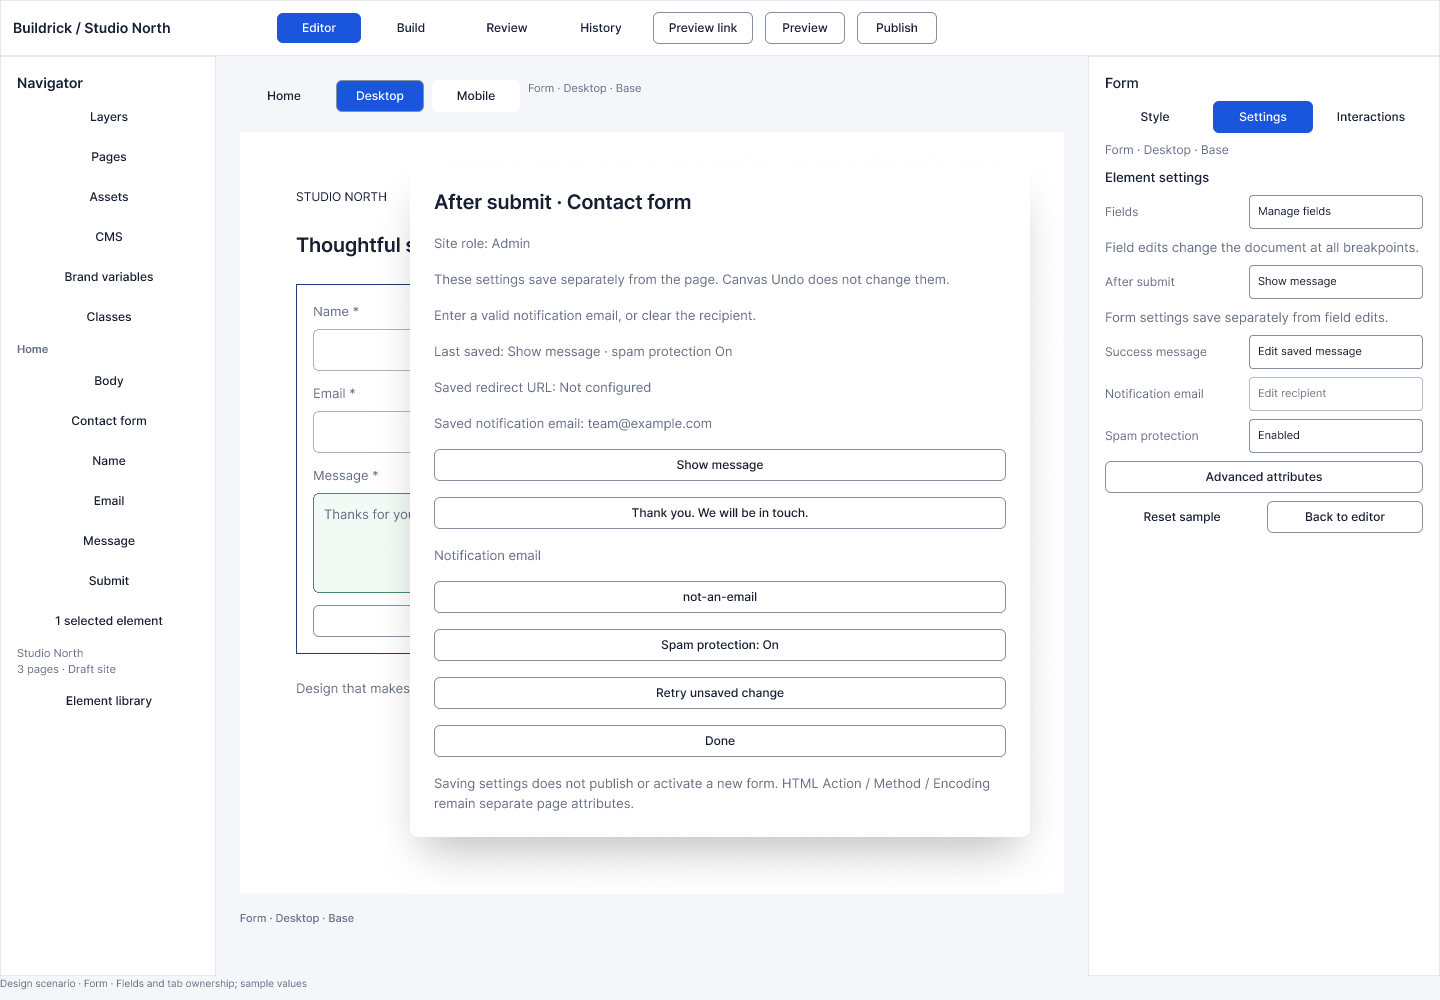 Buildrick / Studio North
Editor
Build
Review
History
Preview link
Preview
Publish
Navigator
Layers
Pages
Assets
CMS
Brand variables
Classes
Home
Body
Contact form
Name
Email
Message
Submit
1 selected element
Studio North
3 pages · Draft site
Element library
Home
Desktop
Mobile
Form · Desktop · Base
STUDIO NORTH
Thoughtful
Name *
Email *
Message *
Thanks for
Design that makes
After submit · Contact form
Site role: Admin
These settings save separately from the page. Canvas Undo does not change them.
Enter a valid notification email, or clear the recipient.
Last saved: Show message · spam protection On
Saved redirect URL: Not configured
Saved notification email: team@example.com
Show message
Thank you. We will be in touch.
Notification email
not-an-email
Spam protection: On
Retry unsaved change
Done
Saving settings does not publish or activate a new form. HTML Action / Method / Encoding
remain separate page attributes.
Form · Desktop · Base
Form
Style
Settings
Interactions
Form · Desktop · Base
Element settings
Fields
Manage fields
Field edits change the document at all breakpoints.
After submit
Show message
Form settings save separately from field edits.
Success message
Edit saved message
Notification email
Edit recipient
Spam protection
Enabled
Advanced attributes
Reset sample
Back to editor
Design scenario · Form · Fields and tab ownership; sample values